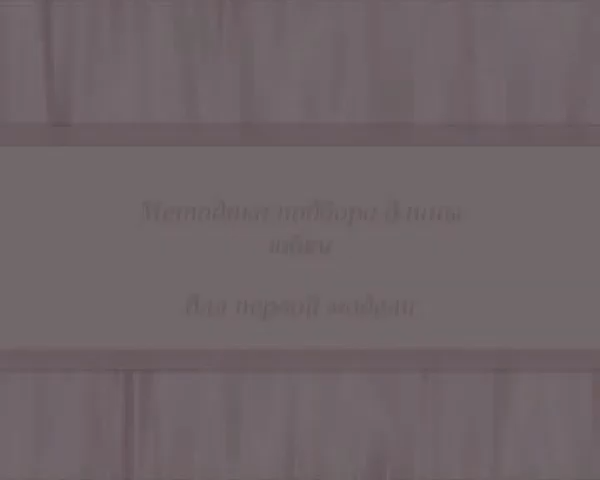 Методика подбора длины
юбки
для первой модели